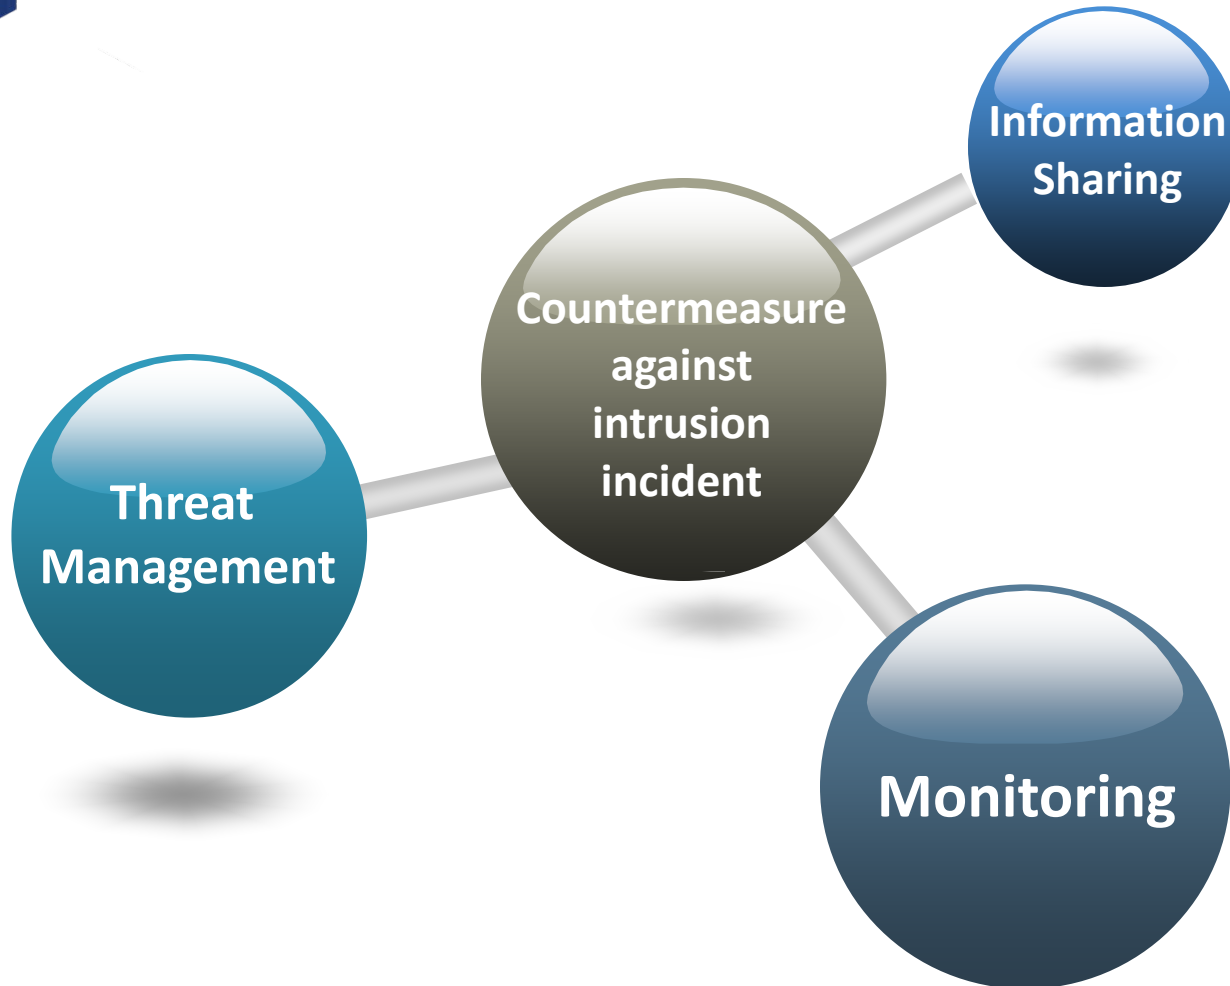 Information
Sharing
Countermeasure
against
intrusion
incident
Threat
Management
Monitoring